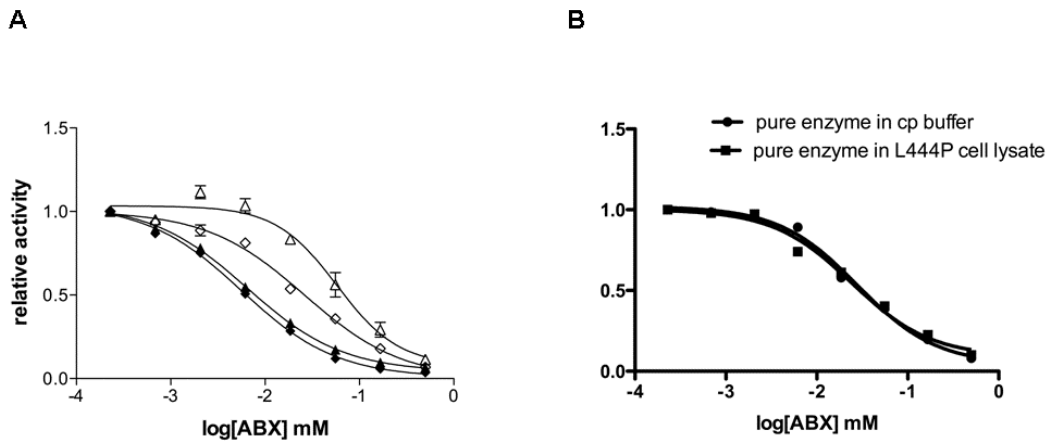 A
1.5
1.0
0.5
0.0
-4
-3
-2
-1
0
relative activity
log[ABX] mM
B
pure enzyme in cp buffer
pure enzyme in L444P cell lysate
1.5
1.0
0.5
0.0
-4
-3
-2
-1
0
log[ABX] mM